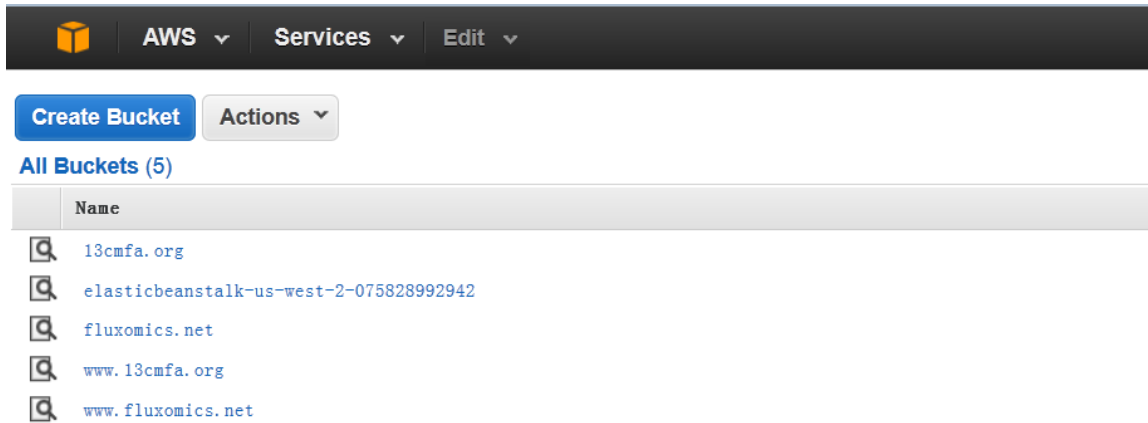 AWS Services Edit
Create Bucket Actions
All Buckets (5)
Name
13cmfa.org
elasticbeanstalk-us-west-2-075828992942
fluxomics.net
www.13cmfa.org
www.fluxomics.net